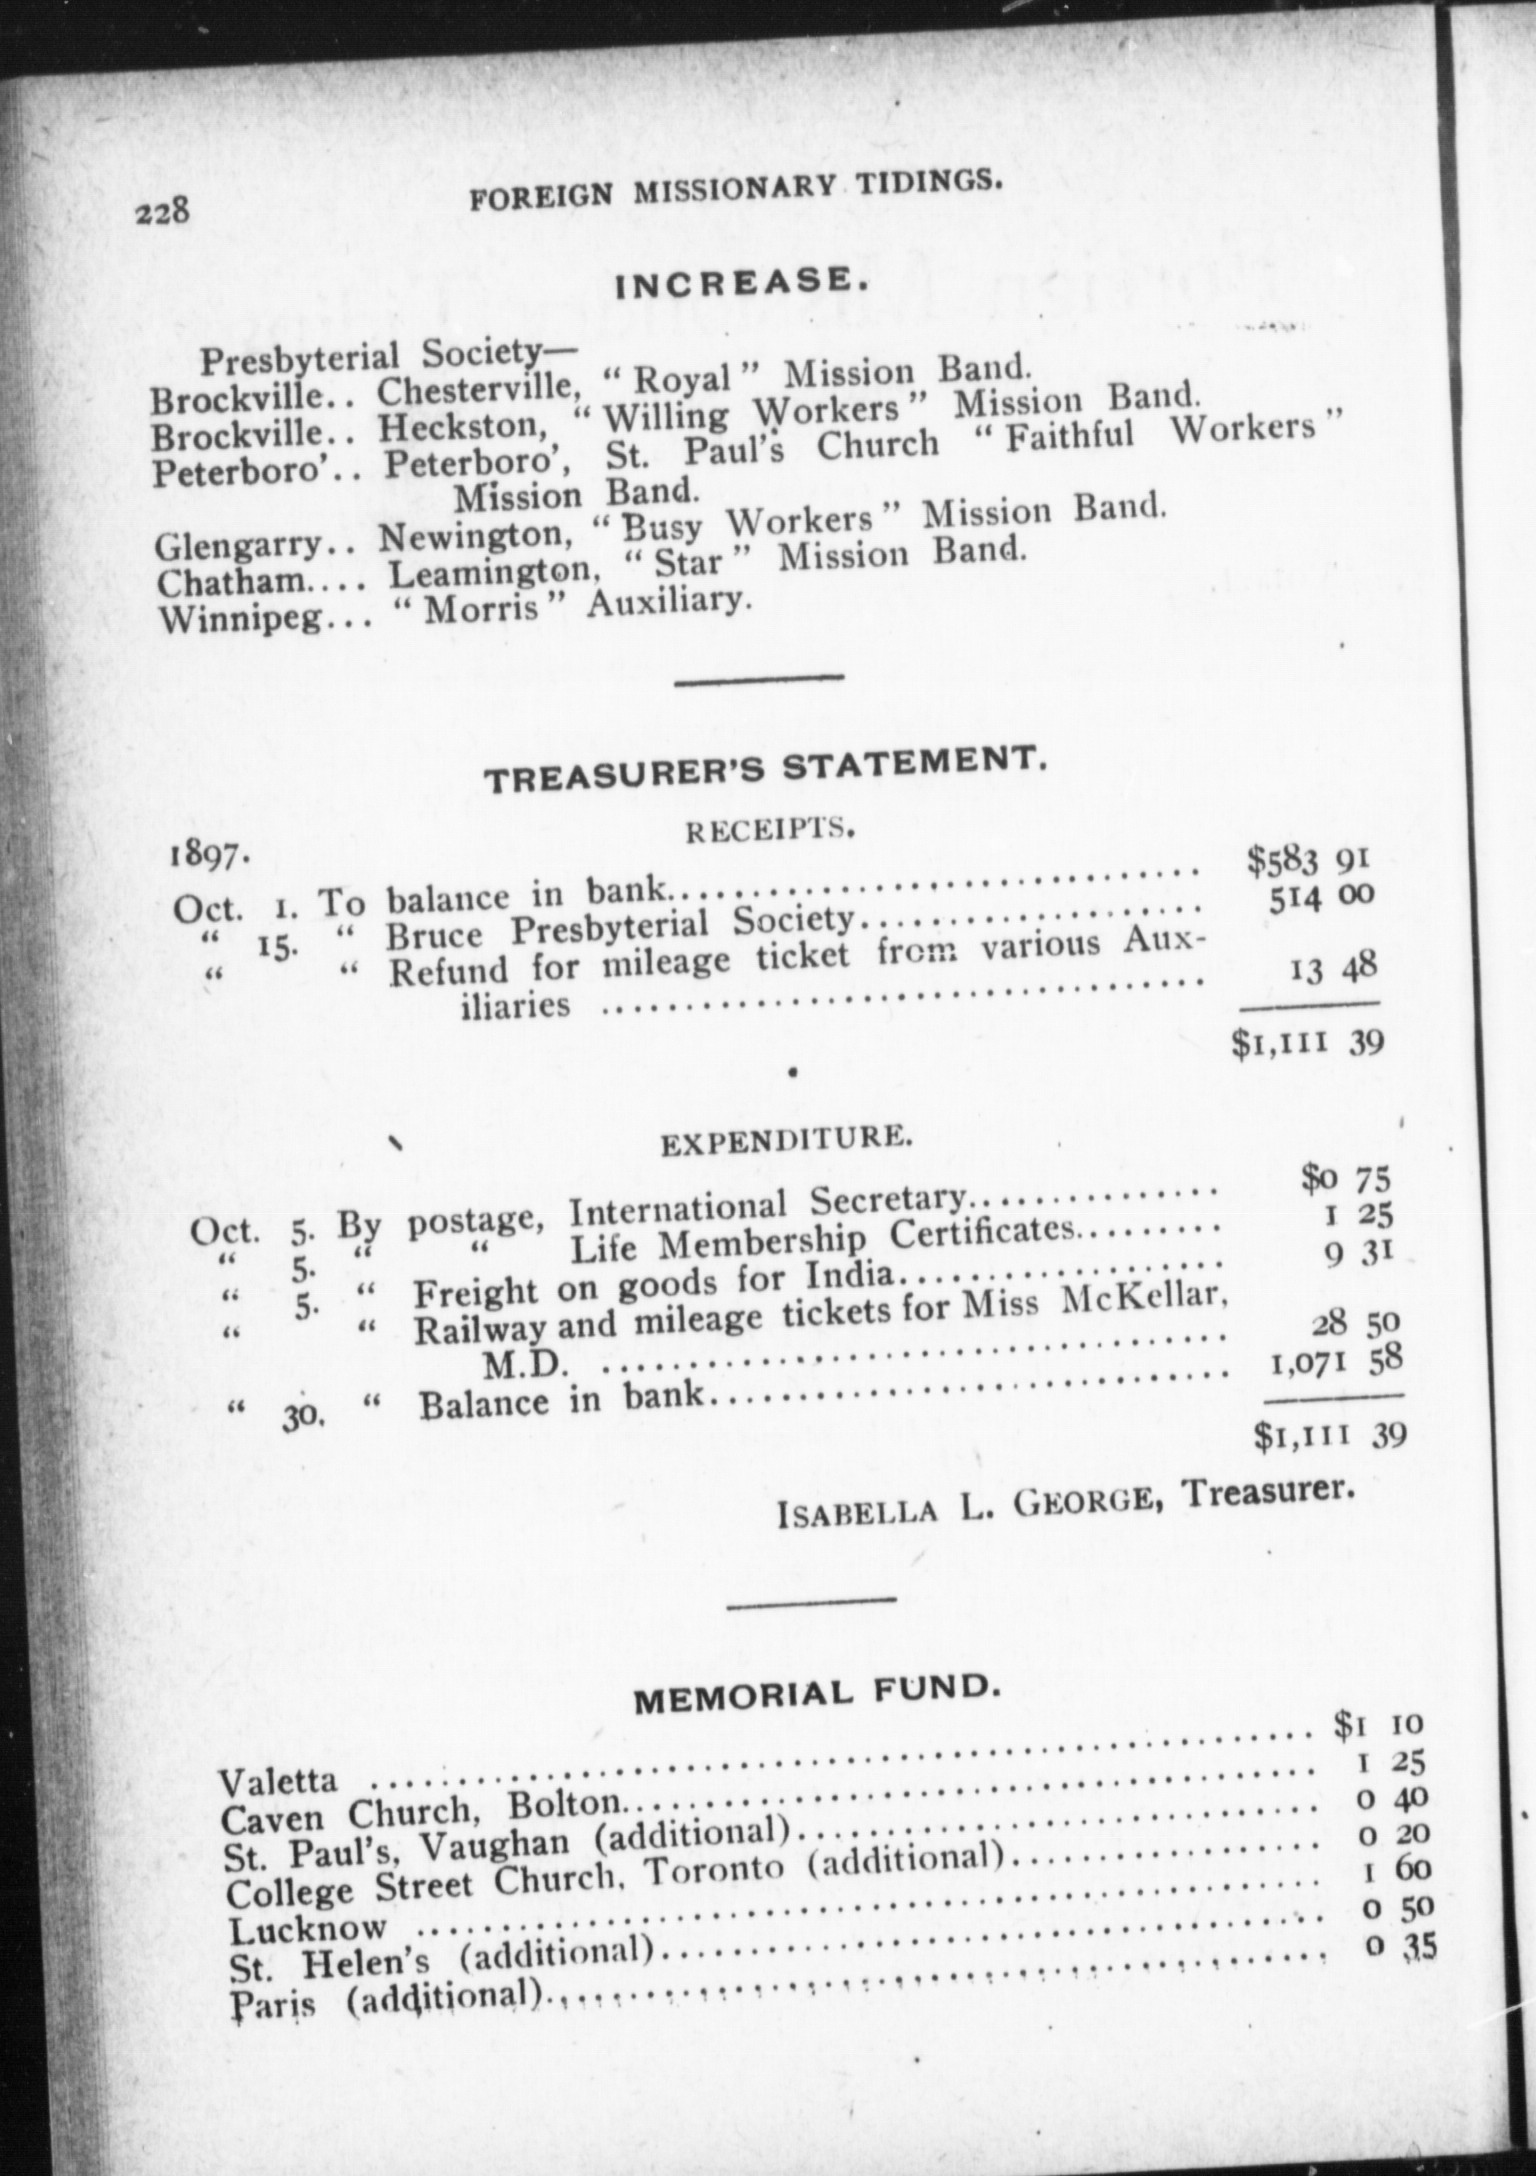 228 FOREIGN MISSIONARY TIDINGS.
INCREASE.
Presbyterial Society—
Brockville.. Chesterville, “ Royal ” Mission Band.
Brockville.. Heckston, “ Willing Workers ” Mission Band.
Peterboro’.. Peterboro’, St. Paul’s Church “ Faithful Workers ”
Mission Band.
Glengarry.. Newington, “ Busy Workers ” Mission Band.
Chatham.... Leamington, “ Star ” Mission Band.
Winnipeg... “ Morris ” Auxiliary.
TREASURER’S STATEMENT.
RECEIPTS.
1897.
Oct. 1. To balance in bank................................ $583 91
“ 15. “ Bruce Presbyterial Society.................... 514 00
“ “ Refund for mileage ticket from various Aux-
iliaries .................................... 13 48
$1,111 39
EXPENDITURE.
Oct. 5. By postage, International Secretary............... $0 75
“ 5. “ “ Life Membership Certificates......... 1 25
“ 5. “ Freight on goods for India................... 9 31
“ “ Railway and mileage tickets for Miss McKellar,
M.D. ..................................... 28 50
“ 30. “ Balance in bank............................... 1,071 58
$1,111 39
ISABELLA L. GEORGE, Treasurer.
MEMORIAL FUND.
Valetta ........................................................ $1 10
Caven Church, Bolton........................................ 1 25
St. Paul’s, Vaughan (additional).............................. 0 40
College Street Church, Toronto (additional)................. 0 20
Lucknow ..................................................... 1 60
St. Helen’s (additional)....................................... 0 50
Paris (additional)............................................. 0 35